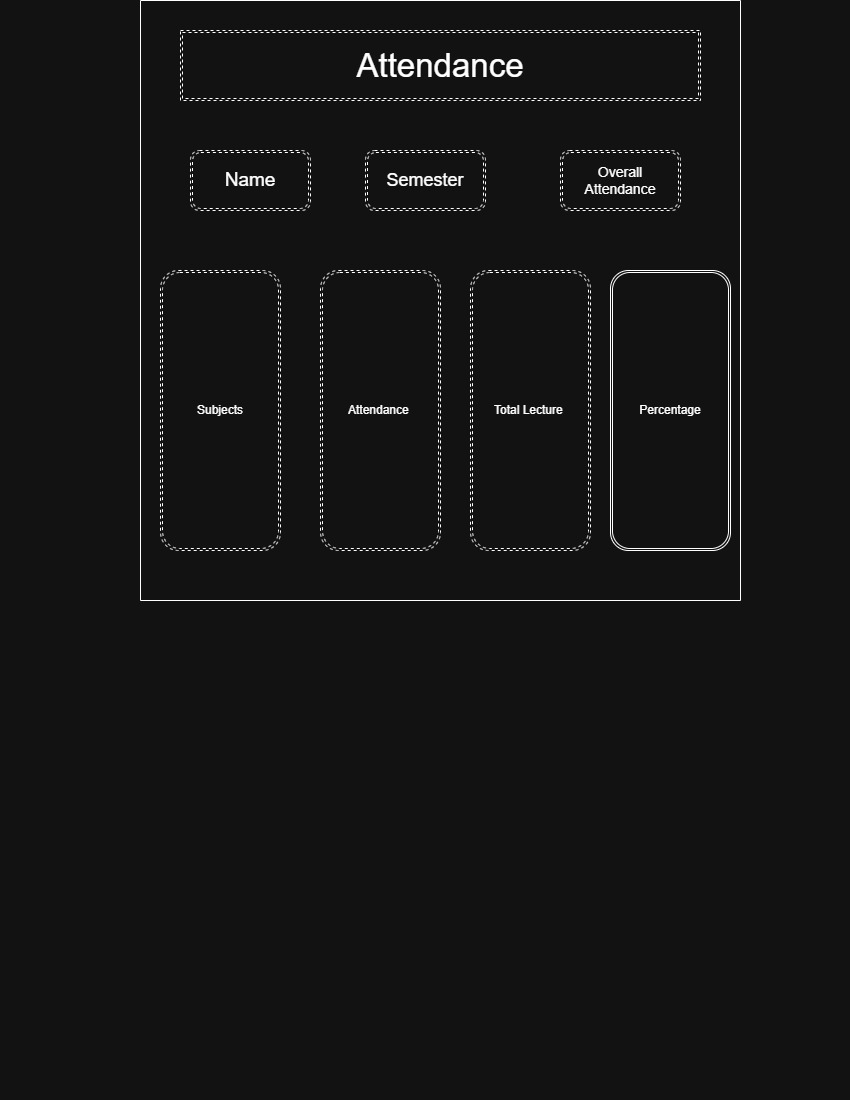 Attendance
Name
Semester
Overall
Attendance
Subjects
Attendance
Total Lecture
Percentage